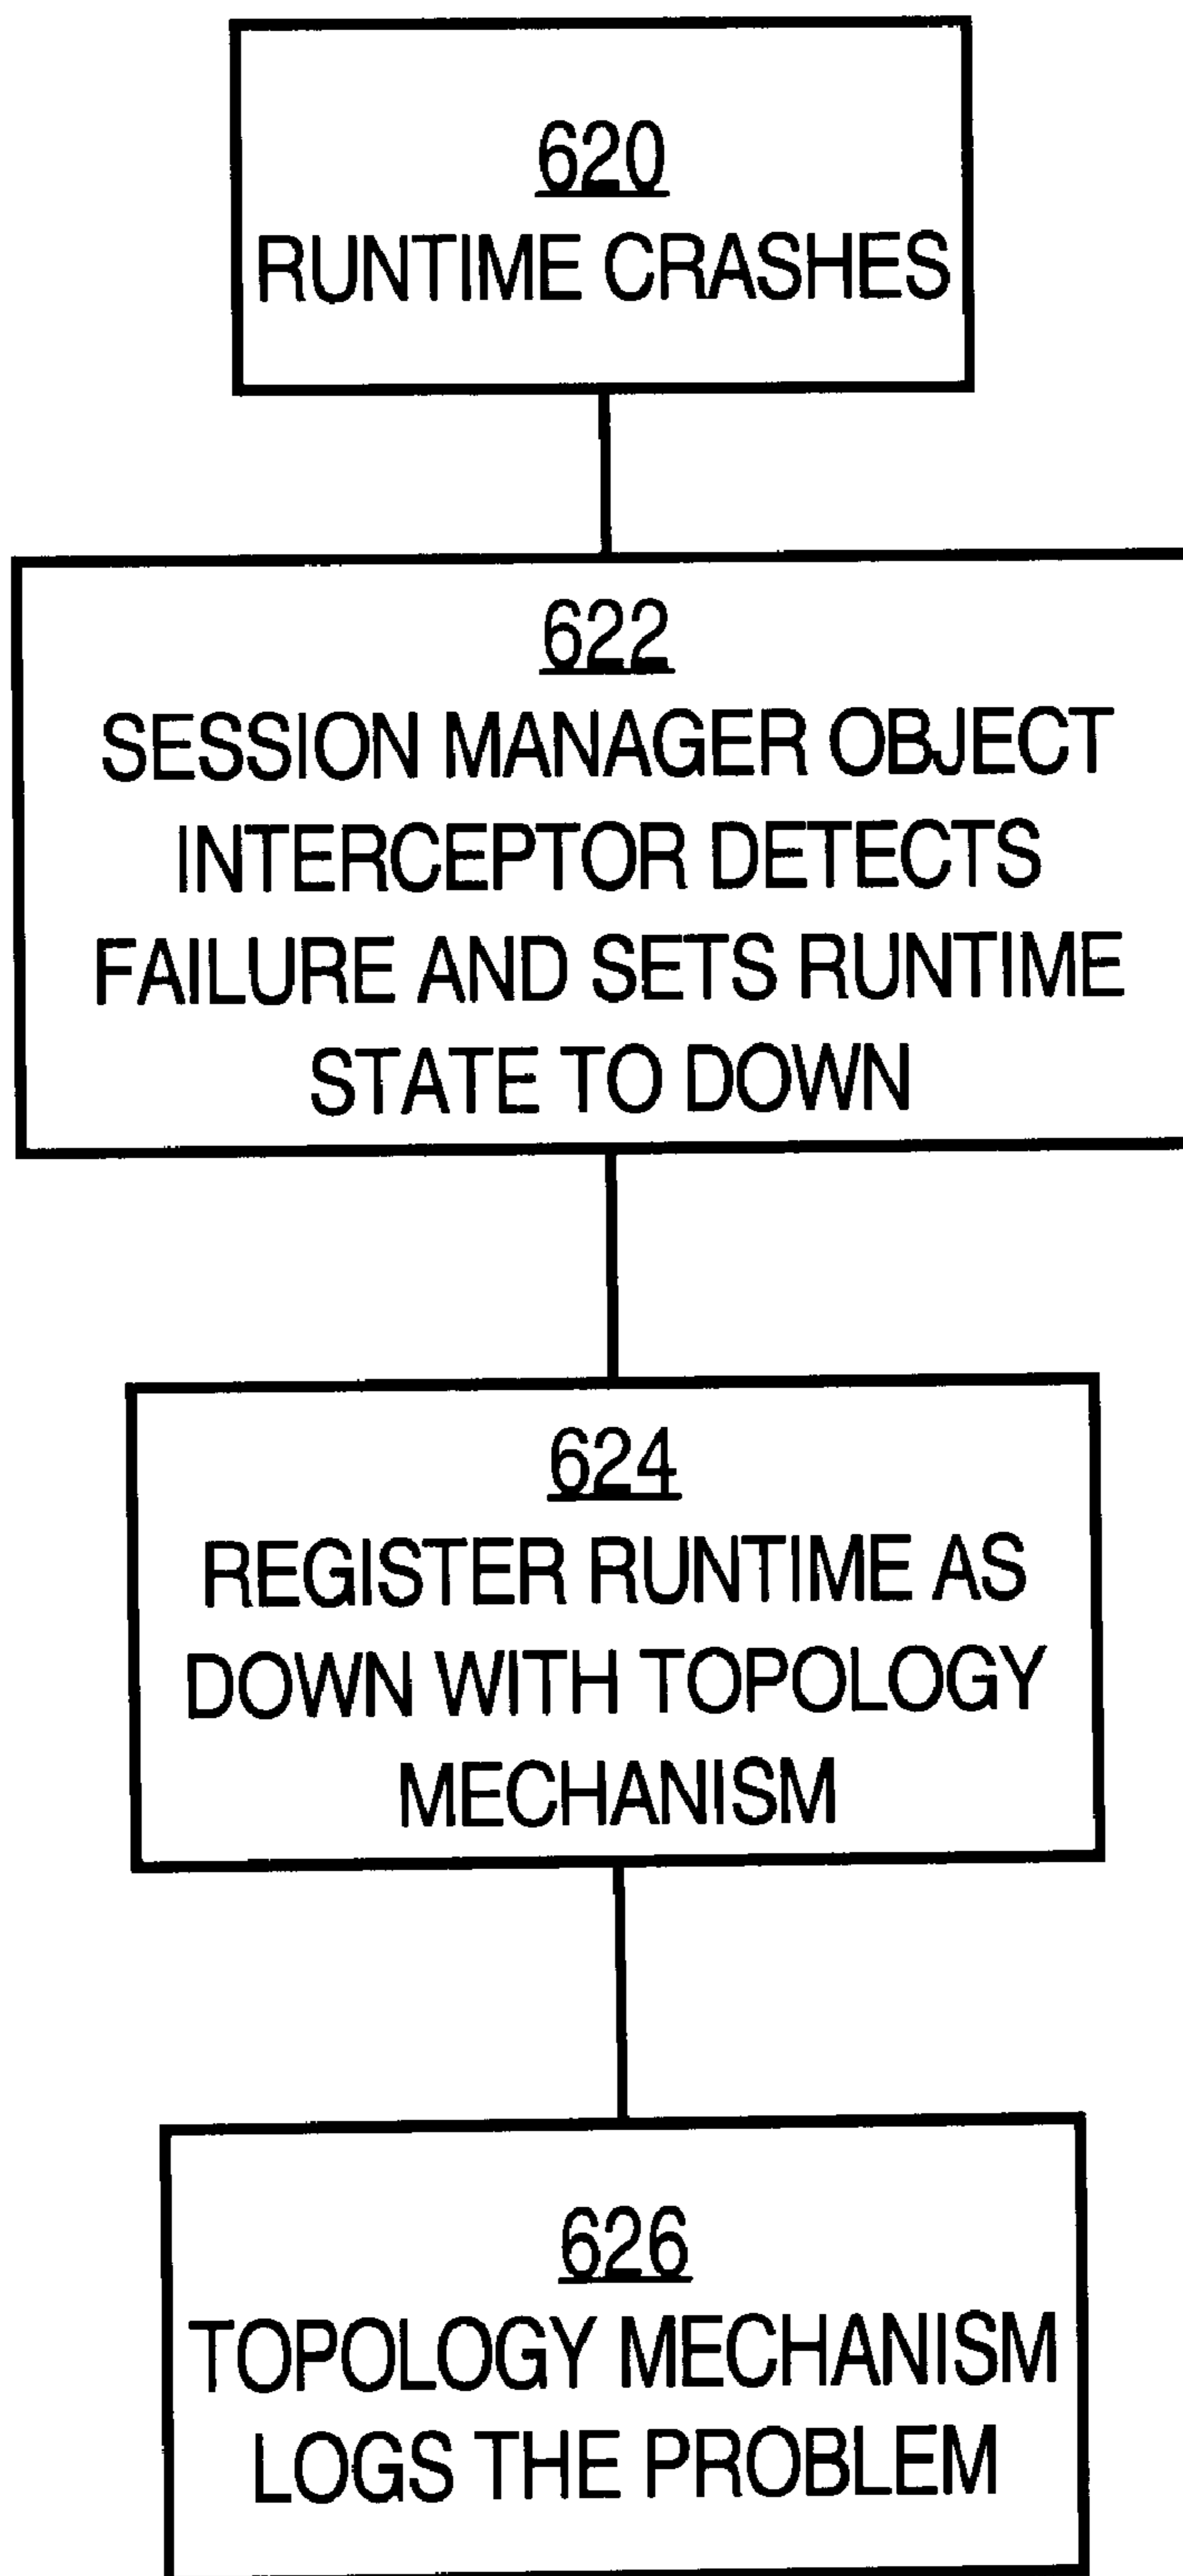 620
RUNTIME CRASHES
622
SESSION MANAGER OBJECT
INTERCEPTOR DETECTS
FAILURE AND SETS RUNTIME
STATE TO DOWN
624
REGISTER RUNTIME AS
DOWN WITH TOPOLOGY
MECHANISM
626
TOPOLOGY MECHANISM
LOGS THE PROBLEM